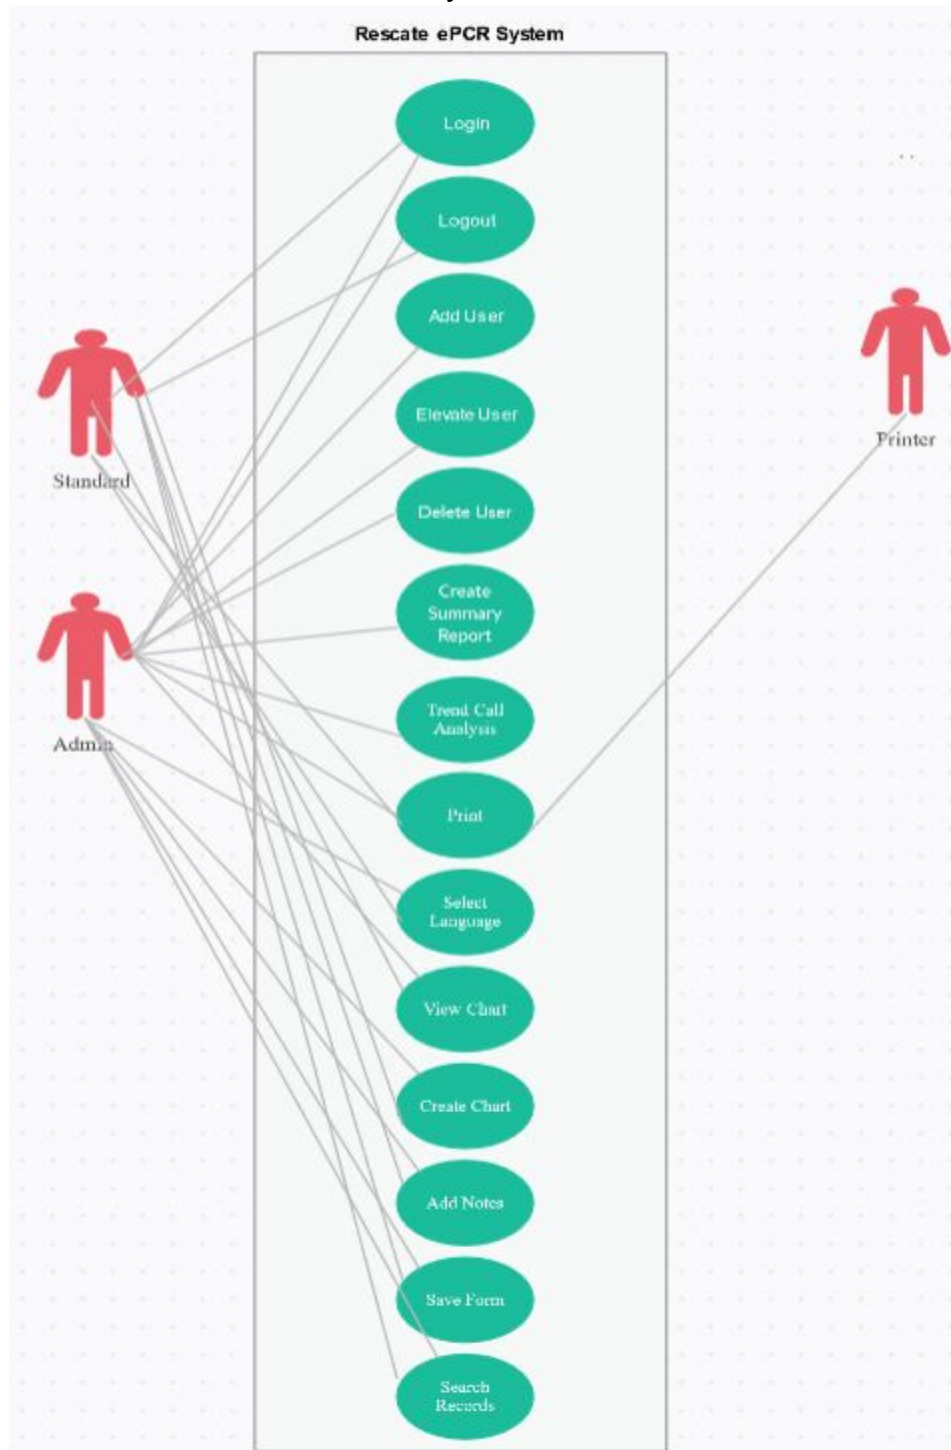 Rescate ePCR System
Login
Logout
Add User
Elevate User
Delete User
Create
Summary
Report
Trend Call
Analysis
Print
Select
Language
View Chart
Create Chart
Add Notes
Save Form
Search
Records
Standard
Admin
Printer